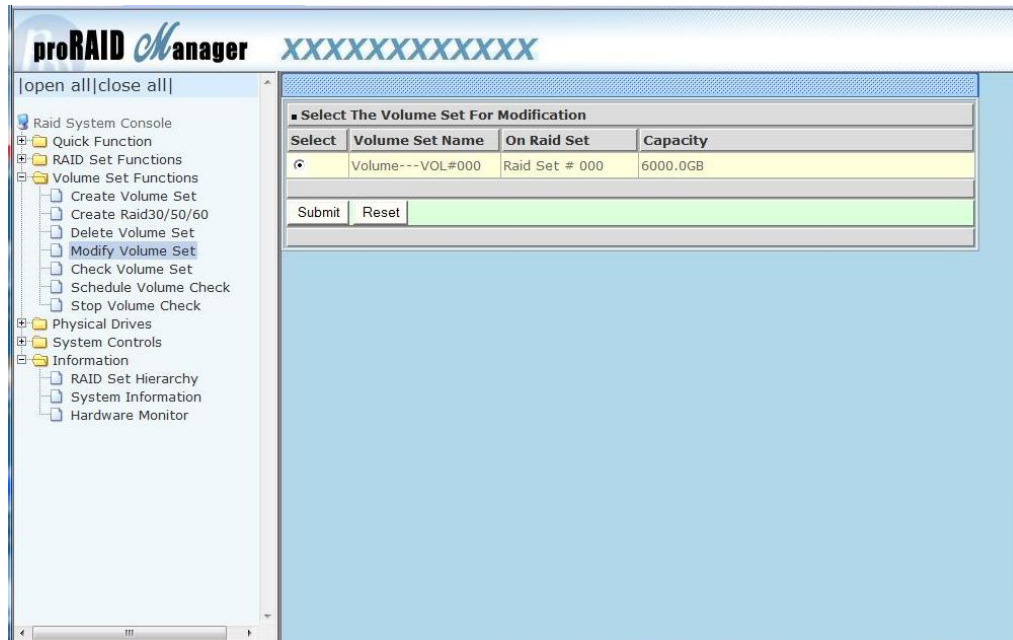 proRAID Manager XXXXXXXXXXXX
|open all|close all|
Raid System Console
Quick Function
RAID Set Functions
Volume Set Functions
Create Volume Set
Create Raid30/50/60
Delete Volume Set
Modify Volume Set
Check Volume Set
Schedule Volume Check
Stop Volume Check
Physical Drives
System Controls
Information
RAID Set Hierarchy
System Information
Hardware Monitor
Select The Volume Set For Modification
Select Volume Set Name On Raid Set Capacity
Volume---VOL#000 Raid Set # 000 6000.0GB
Submit Reset